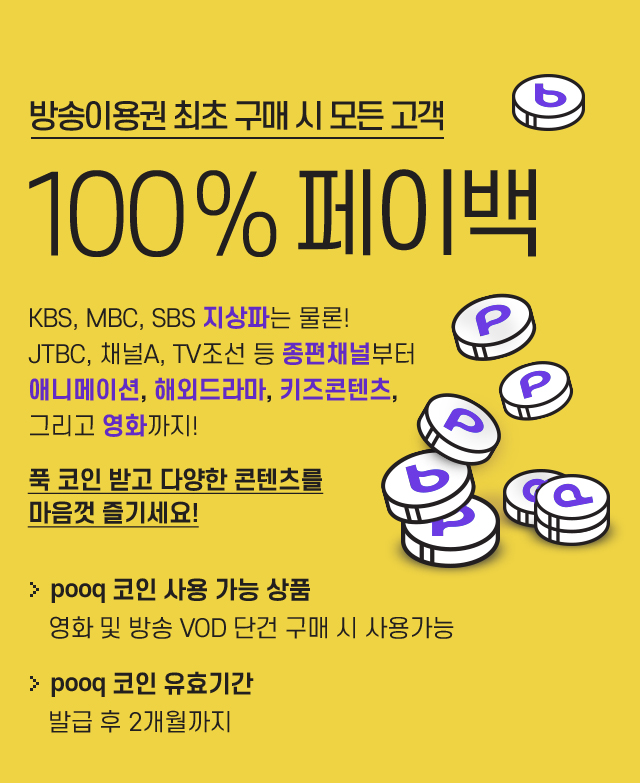 방송이용권 최초 구매 시 모든 고객
100% 페이백
KBS, MBC, SBS 지상파는 물론!
JTBC, 채널A, TV조선 등 종편채널부터
애니메이션, 해외드라마, 키즈콘텐츠,
그리고 영화까지!
푹 코인 받고 다양한 콘텐츠를
마음껏 즐기세요!
> pooq 코인 사용 가능 상품
영화 및 방송 VOD 단건 구매 시 사용가능
> pooq 코인 유효기간
발급 후 2개월까지